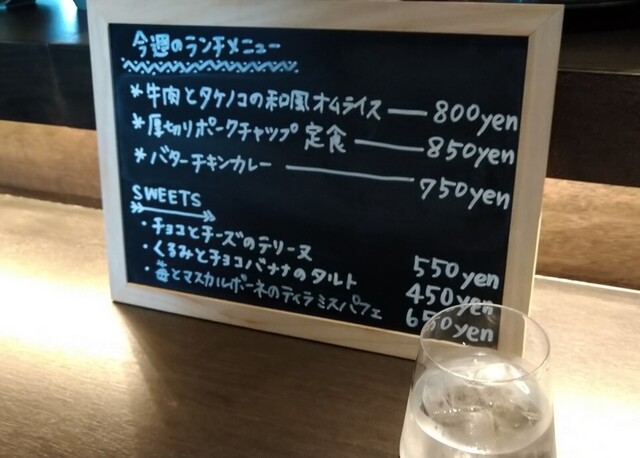 今週のランチメニュー
*牛肉とタケノコの和風オムライス — 800yen
*厚切りポークチャップ定食 — 850yen
*バターチキンカレー — 750yen
SWEETS
・チョコとチーズのテリーヌ 550yen
・くるみとチョコバナナのタルト 450yen
・苺とマスカルポーネのティラミスパフェ 650yen